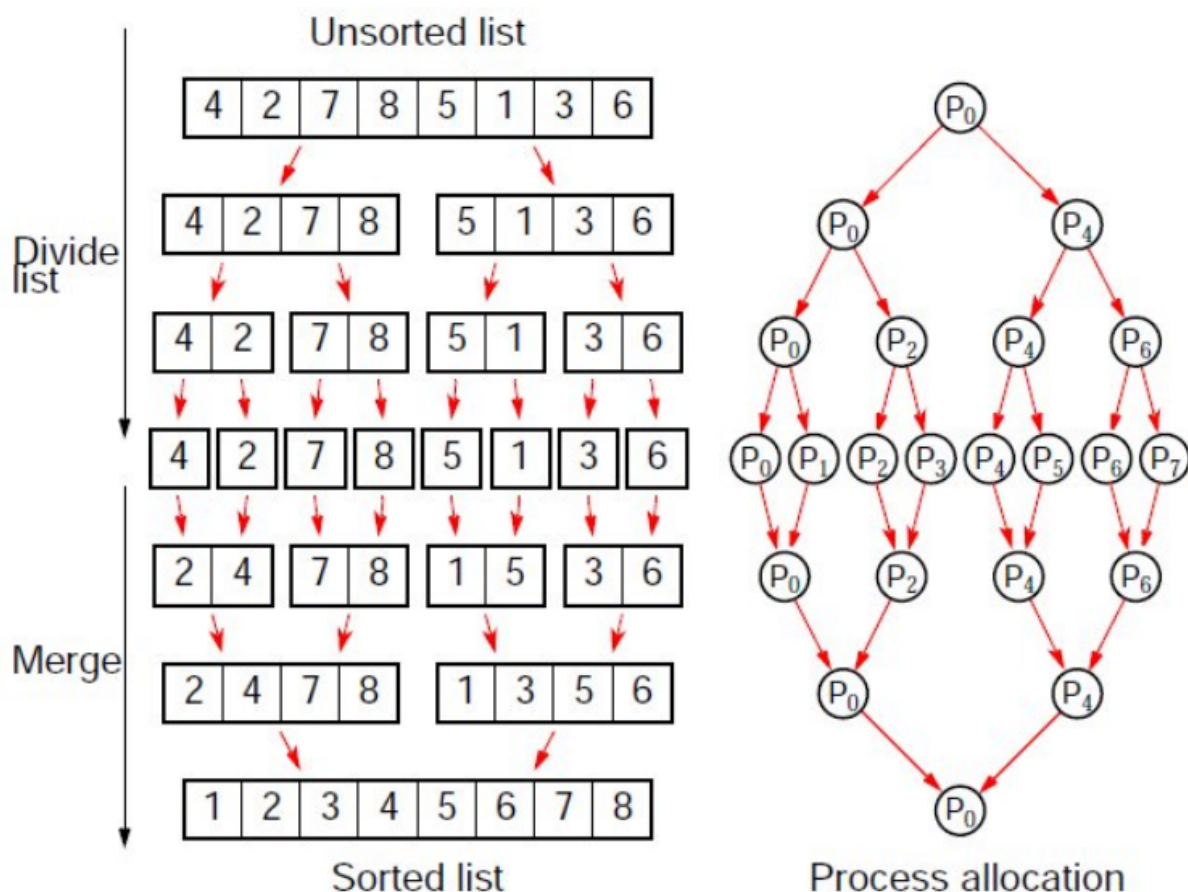 Unsorted list
4 2 7 8 5 1 3 6
P0
4 2 7 8 5 1 3 6
P0 P4
Divide
list
4 2 7 8 5 1 3 6
P0 P2 P4 P6
4 2 7 8 5 1 3 6
P0 P1 P2 P3 P4 P5 P6 P7
2 4 7 8 1 5 3 6
P0 P2 P4 P6
Merge
2 4 7 8 1 3 5 6
P0 P4
1 2 3 4 5 6 7 8
P0
Sorted list
Process allocation